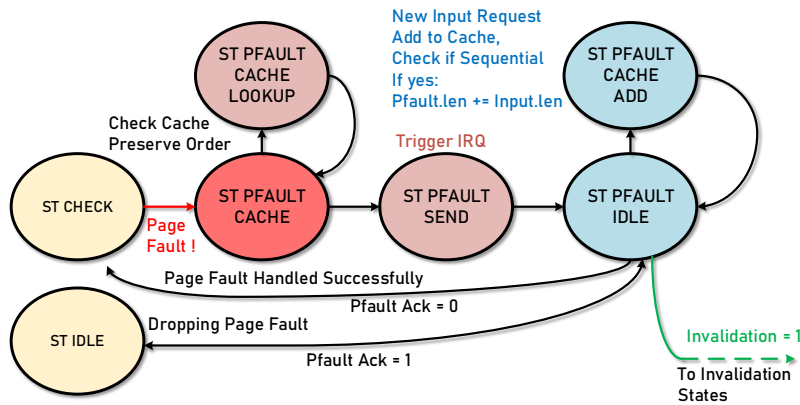 New Input Request
Add to Cache,
Check if Sequential
If yes:
Pfault.len += Input.len
ST PFAULT
CACHE
LOOKUP
ST PFAULT
CACHE
ADD
Check Cache
Preserve Order
Trigger IRQ
ST CHECK
Page
Fault !
ST PFAULT
CACHE
ST PFAULT
SEND
ST PFAULT
IDLE
Page Fault Handled Successfully
Pfault Ack = 0
ST IDLE
Dropping Page Fault
Pfault Ack = 1
Invalidation = 1
To Invalidation
States